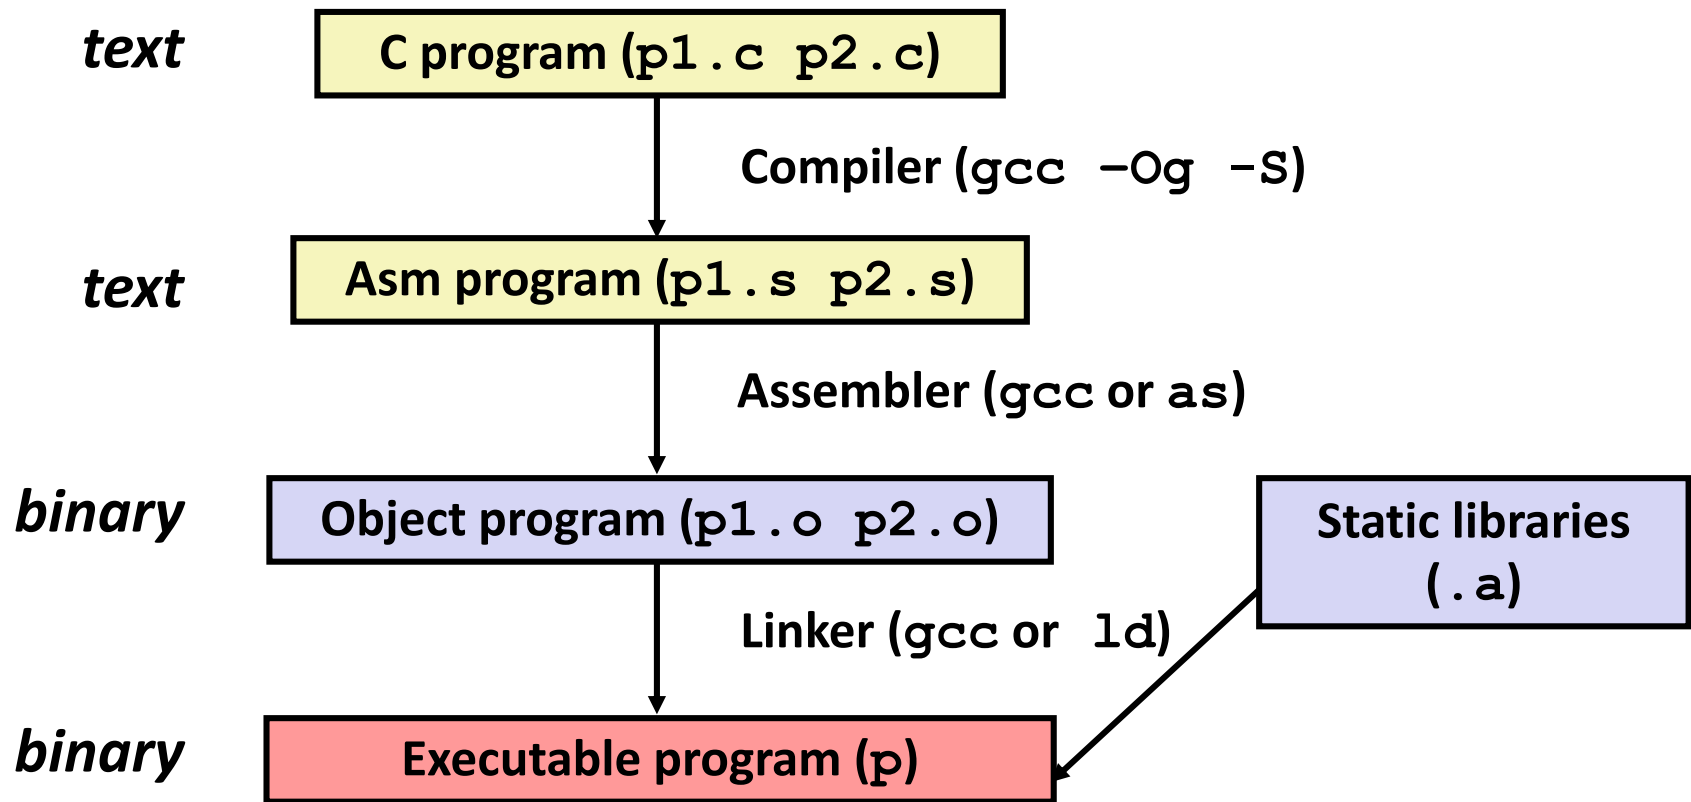 text
C program (p1.c p2.c)
Compiler (gcc –Og -S)
text
Asm program (p1.s p2.s)
Assembler (gcc or as)
binary
Object program (p1.o p2.o)
Static libraries
(.a)
Linker (gcc or ld)
binary
Executable program (p)